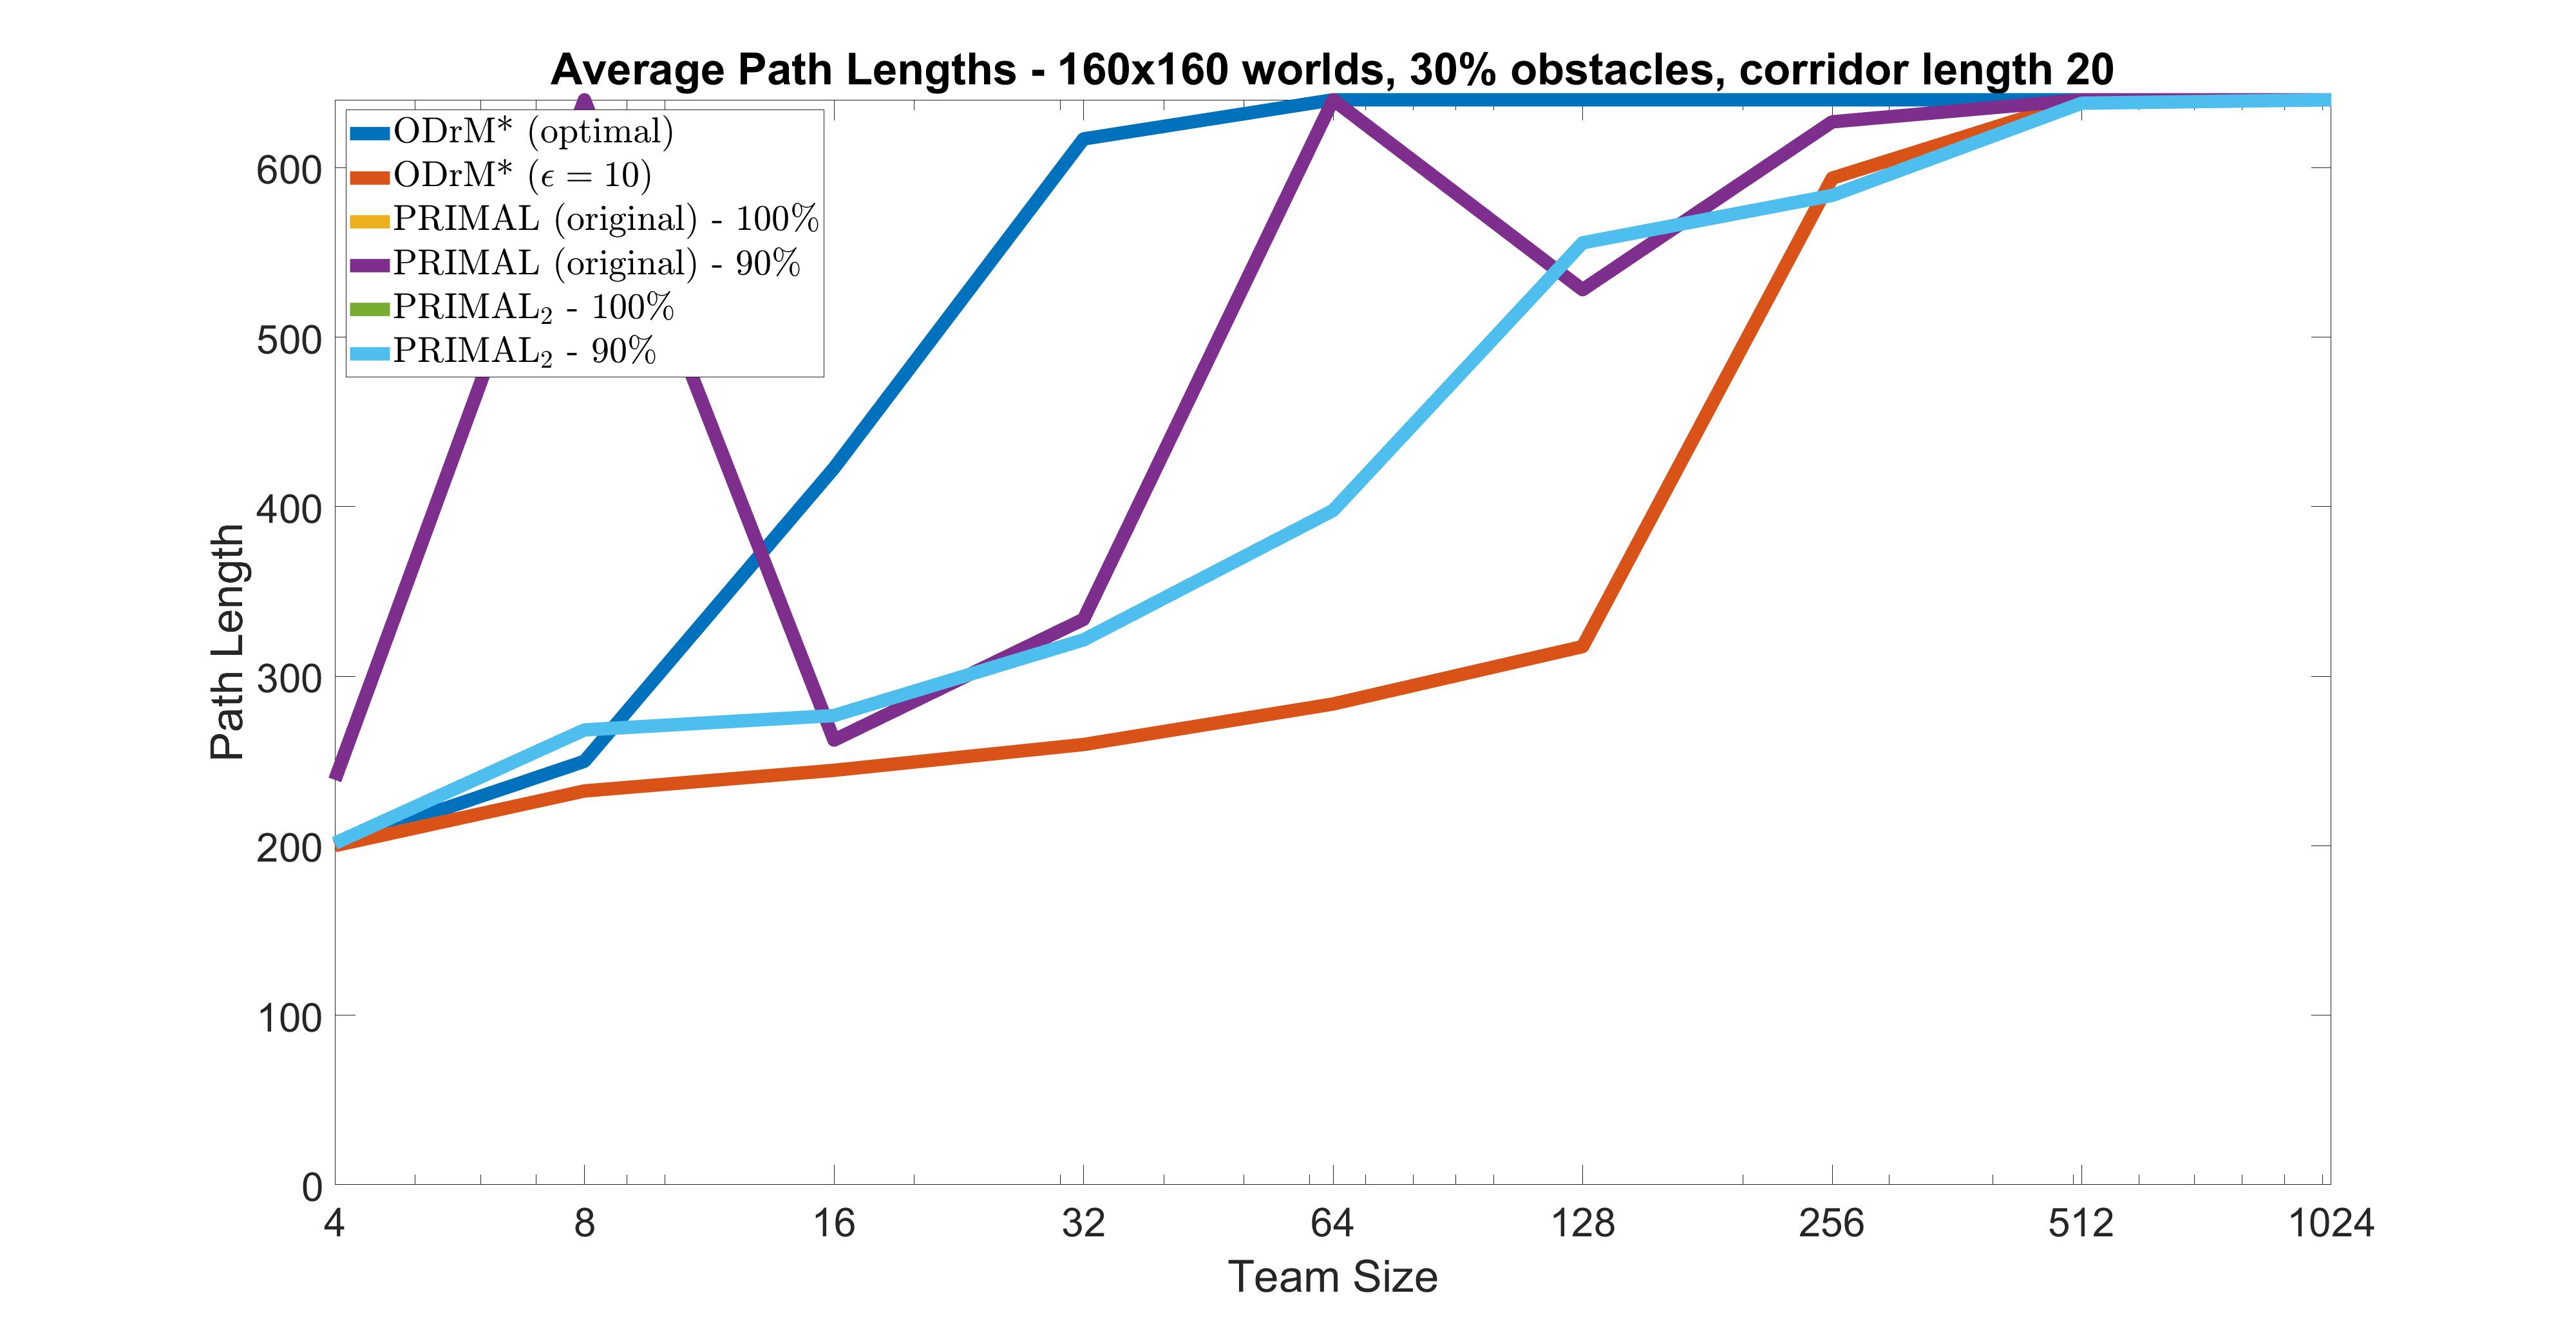 Average Path Lengths - 160x160 worlds, 30% obstacles, corridor length 20
ODrM* (optimal)
ODrM* (ϵ = 10)
PRIMAL (original) - 100%
PRIMAL (original) - 90%
PRIMAL₂ - 100%
PRIMAL₂ - 90%
600
500
400
300
200
100
0
Path Length
4 8 16 32 64 128 256 512 1024
Team Size